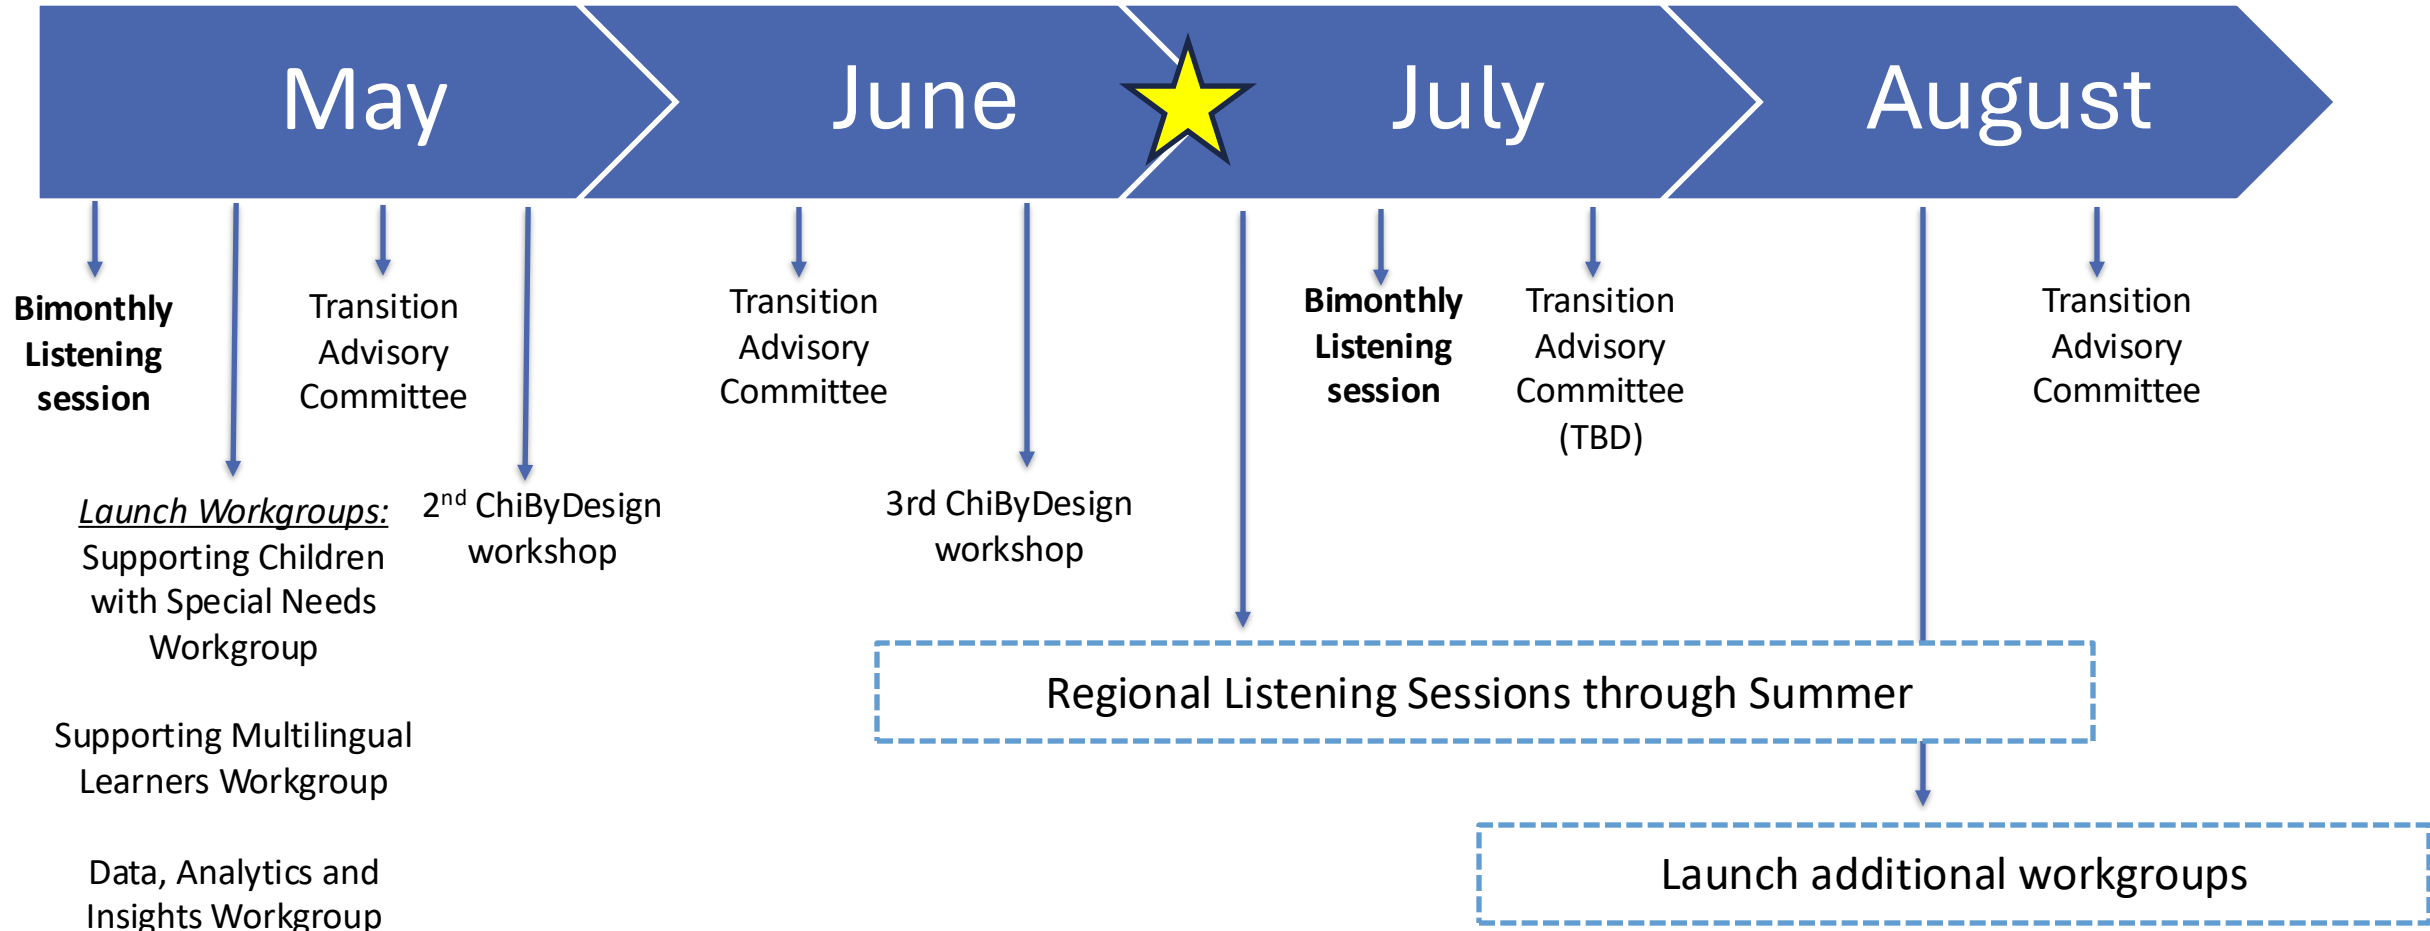 May
June
July
August
Bimonthly
Listening
session
Transition
Advisory
Committee
Transition
Advisory
Committee
Bimonthly
Listening
session
Transition
Advisory
Committee
(TBD)
Transition
Advisory
Committee
Launch Workgroups:
Supporting Children
with Special Needs
Workgroup
Supporting Multilingual
Learners Workgroup
Data, Analytics and
Insights Workgroup
2nd ChiByDesign
workshop
3rd ChiByDesign
workshop
Regional Listening Sessions through Summer
Launch additional workgroups